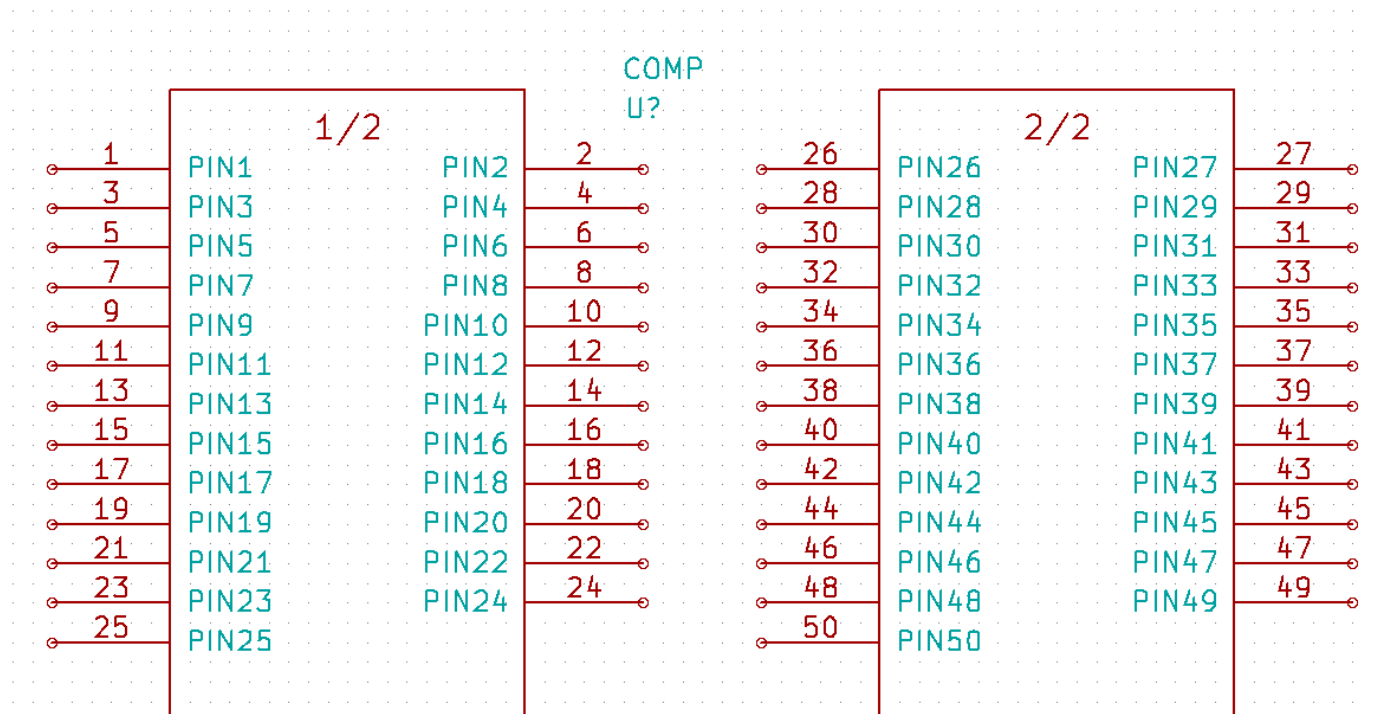 COMP
U?
1/2
1 PIN1 PIN2 2
3 PIN3 PIN4 4
5 PIN5 PIN6 6
7 PIN7 PIN8 8
9 PIN9 PIN10 10
11 PIN11 PIN12 12
13 PIN13 PIN14 14
15 PIN15 PIN16 16
17 PIN17 PIN18 18
19 PIN19 PIN20 20
21 PIN21 PIN22 22
23 PIN23 PIN24 24
25 PIN25
2/2
26 PIN26 PIN27 27
28 PIN28 PIN29 29
30 PIN30 PIN31 31
32 PIN32 PIN33 33
34 PIN34 PIN35 35
36 PIN36 PIN37 37
38 PIN38 PIN39 39
40 PIN40 PIN41 41
42 PIN42 PIN43 43
44 PIN44 PIN45 45
46 PIN46 PIN47 47
48 PIN48 PIN49 49
50 PIN50